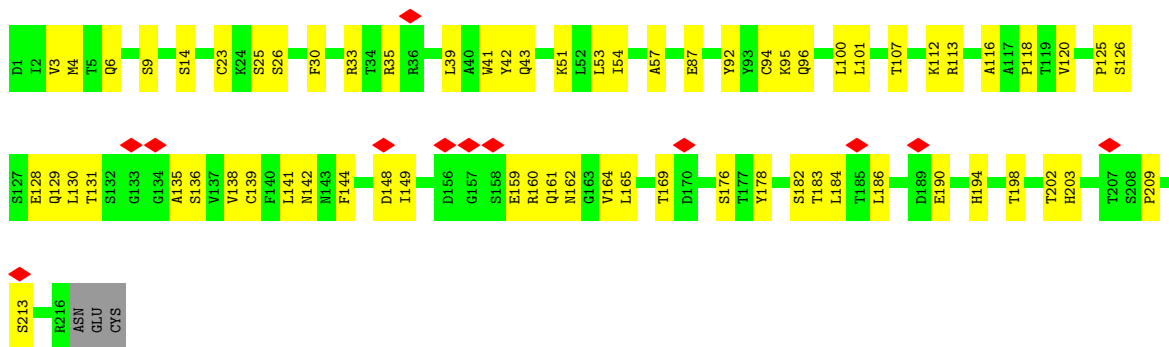 D1 I2 V3 M4 T5 Q6 S9 S14 C23 K24 S25 S26 F30 R33 T34 R35 R36 L39 A40 W41 Y42 Q43 K51 L52 L53 I54 A57 E87 Y92 Y93 C94 K95 Q96 L100 L101 T107 K112 R113 A116 A117 P118 T119 V120 P125 S126
S127 E128 Q129 L130 T131 S132 G133 G134 A135 S136 V137 V138 C139 F140 L141 N142 N143 F144 D148 I149 D156 G157 S158 E159 R160 Q161 N162 G163 V164 L165 T169 D170 S176 T177 Y178 S182 T183 L184 T185 L186 D189 E190 H194 T198 T202 H203 T207 S208 P209
S213 R216 ASN GLU CYS